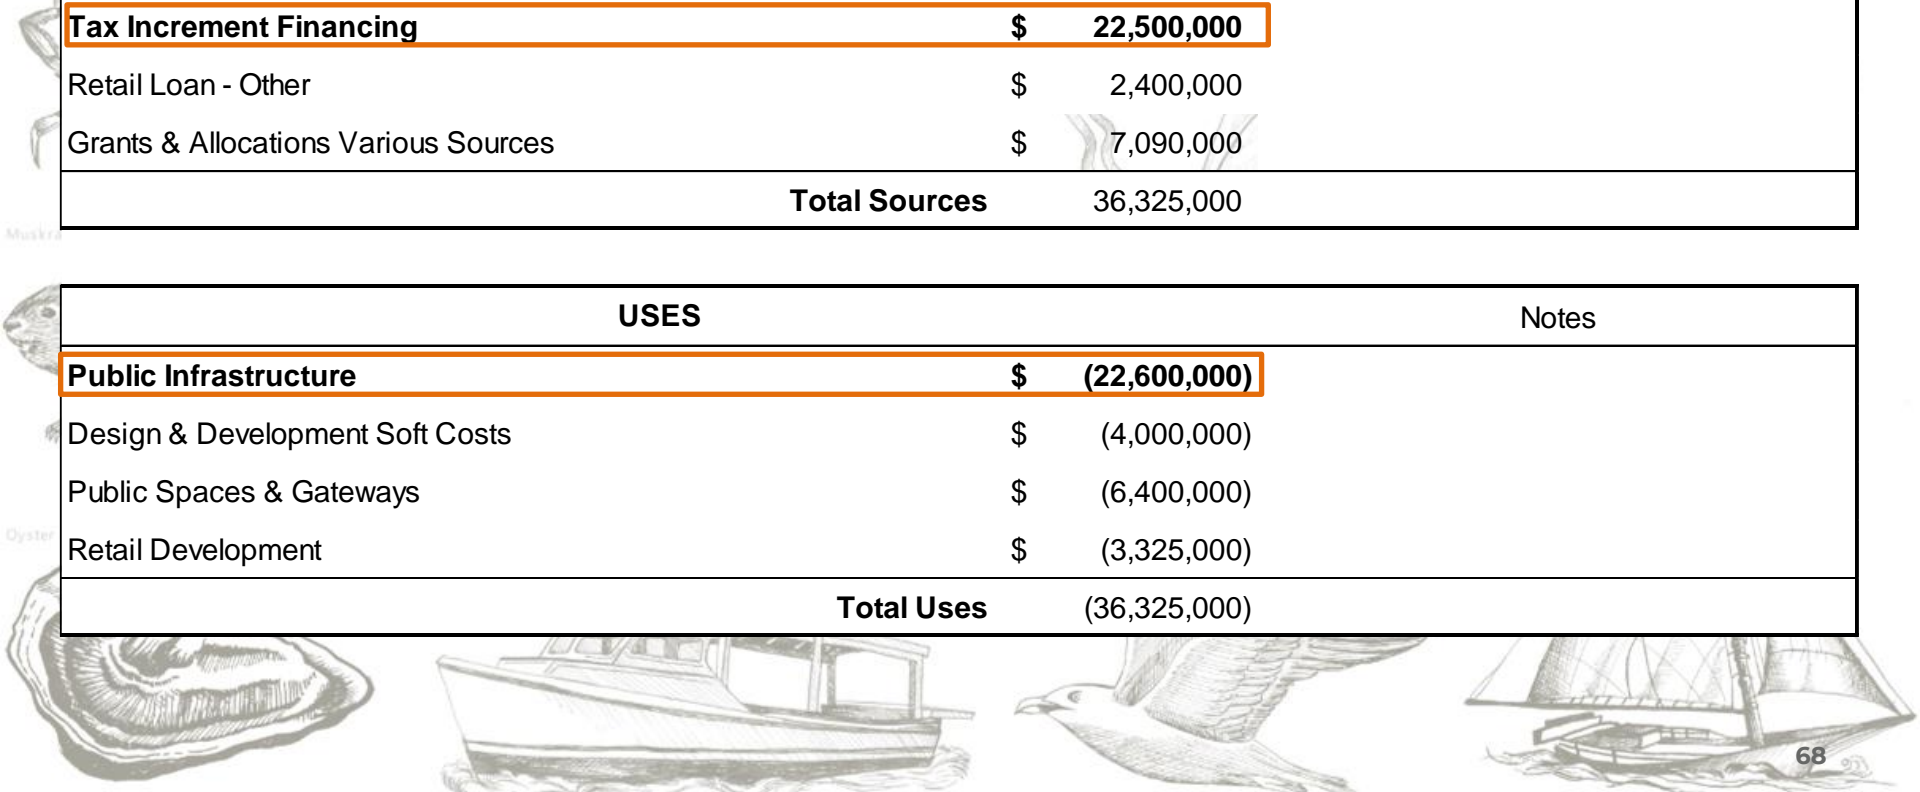 Tax Increment Financing $ 22,500,000
Retail Loan - Other $ 2,400,000
Grants & Allocations Various Sources $ 7,090,000
Total Sources 36,325,000
Muskra
USES Notes
Public Infrastructure $ (22,600,000)
Design & Development Soft Costs $ (4,000,000)
Public Spaces & Gateways $ (6,400,000)
Oyster
Retail Development $ (3,325,000)
Total Uses (36,325,000)
68